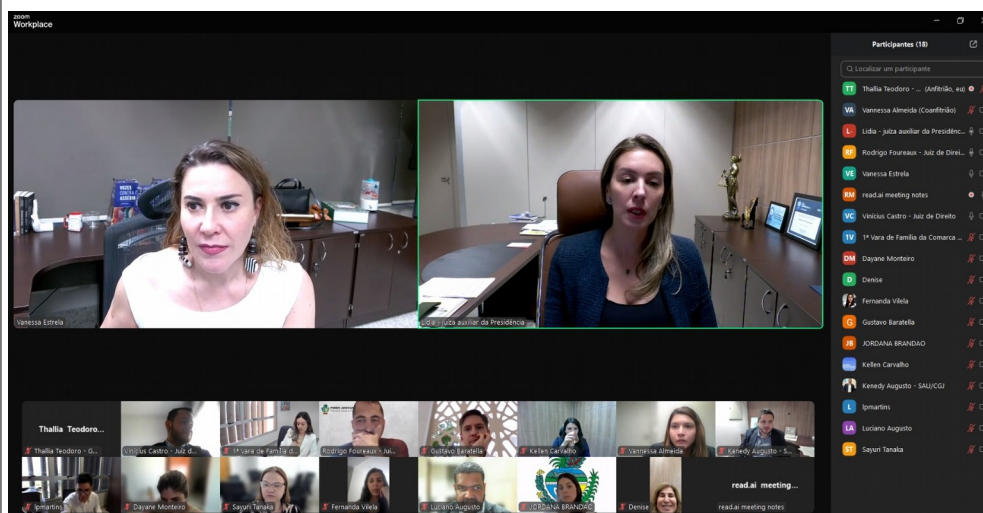 zoom
Workplace
Participantes (18)
Localizar um participante
TT Thallia Teodoro - ... (Anfitrião, eu)
VA Vannessa Almeida (Coanfitrião)
L- Lidia - juíza auxiliar da Presidênc...
RF Rodrigo Foureaux - Juiz de Direi...
VE Vanessa Estrela
RM read.ai meeting notes
VC Vinícius Castro - Juiz de Direito
1V 1ª Vara de Família da Comarca ...
DM Dayane Monteiro
D Denise
Fernanda Vilela
G Gustavo Baratella
JB JORDANA BRANDAO
Kellen Carvalho
Kenedy Augusto - SAU/CGJ
L lpmartins
LA Luciano Augusto
ST Sayuri Tanaka
VOZES
CONTRA O
ASSÉDIO
Vanessa Estrela
Lidia - juíza auxiliar da Presidência
Thallia Teodoro...
Thallia Teodoro - G...
Vinícius Castro - Juiz d...
1ª Vara de Família d...
Rodrigo Foureaux - Jui...
Gustavo Baratella
Kellen Carvalho
Vannessa Almeida
Kenedy Augusto - S...
lpmartins
Dayane Monteiro
Sayuri Tanaka
Fernanda Vilela
Luciano Augusto
JORDANA BRANDAO
Denise
read.ai meeting...
read.ai meeting notes